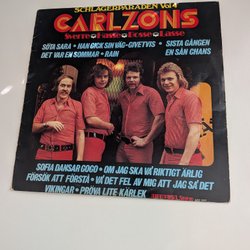 SCHLAGERPARADEN Vol 4
CARLZONS
Sverre • Hasse • Bosse • Lasse
SÖTA SARA • HAN GICK SIN VÄG - GIVETVIS • SISTA GÅNGEN
DET VAR EN SOMMAR • RAIN EN SÅN CHANS
SOFIA DANSAR GOGO • OM JAG SKA VA RIKTIGT ÄRLIG
FÖRSÖK ATT FÖRSTÅ • VA DET FEL AV MIG ATT JAG SA DET
VIKINGAR • PRÖVA LITE KÄRLEK